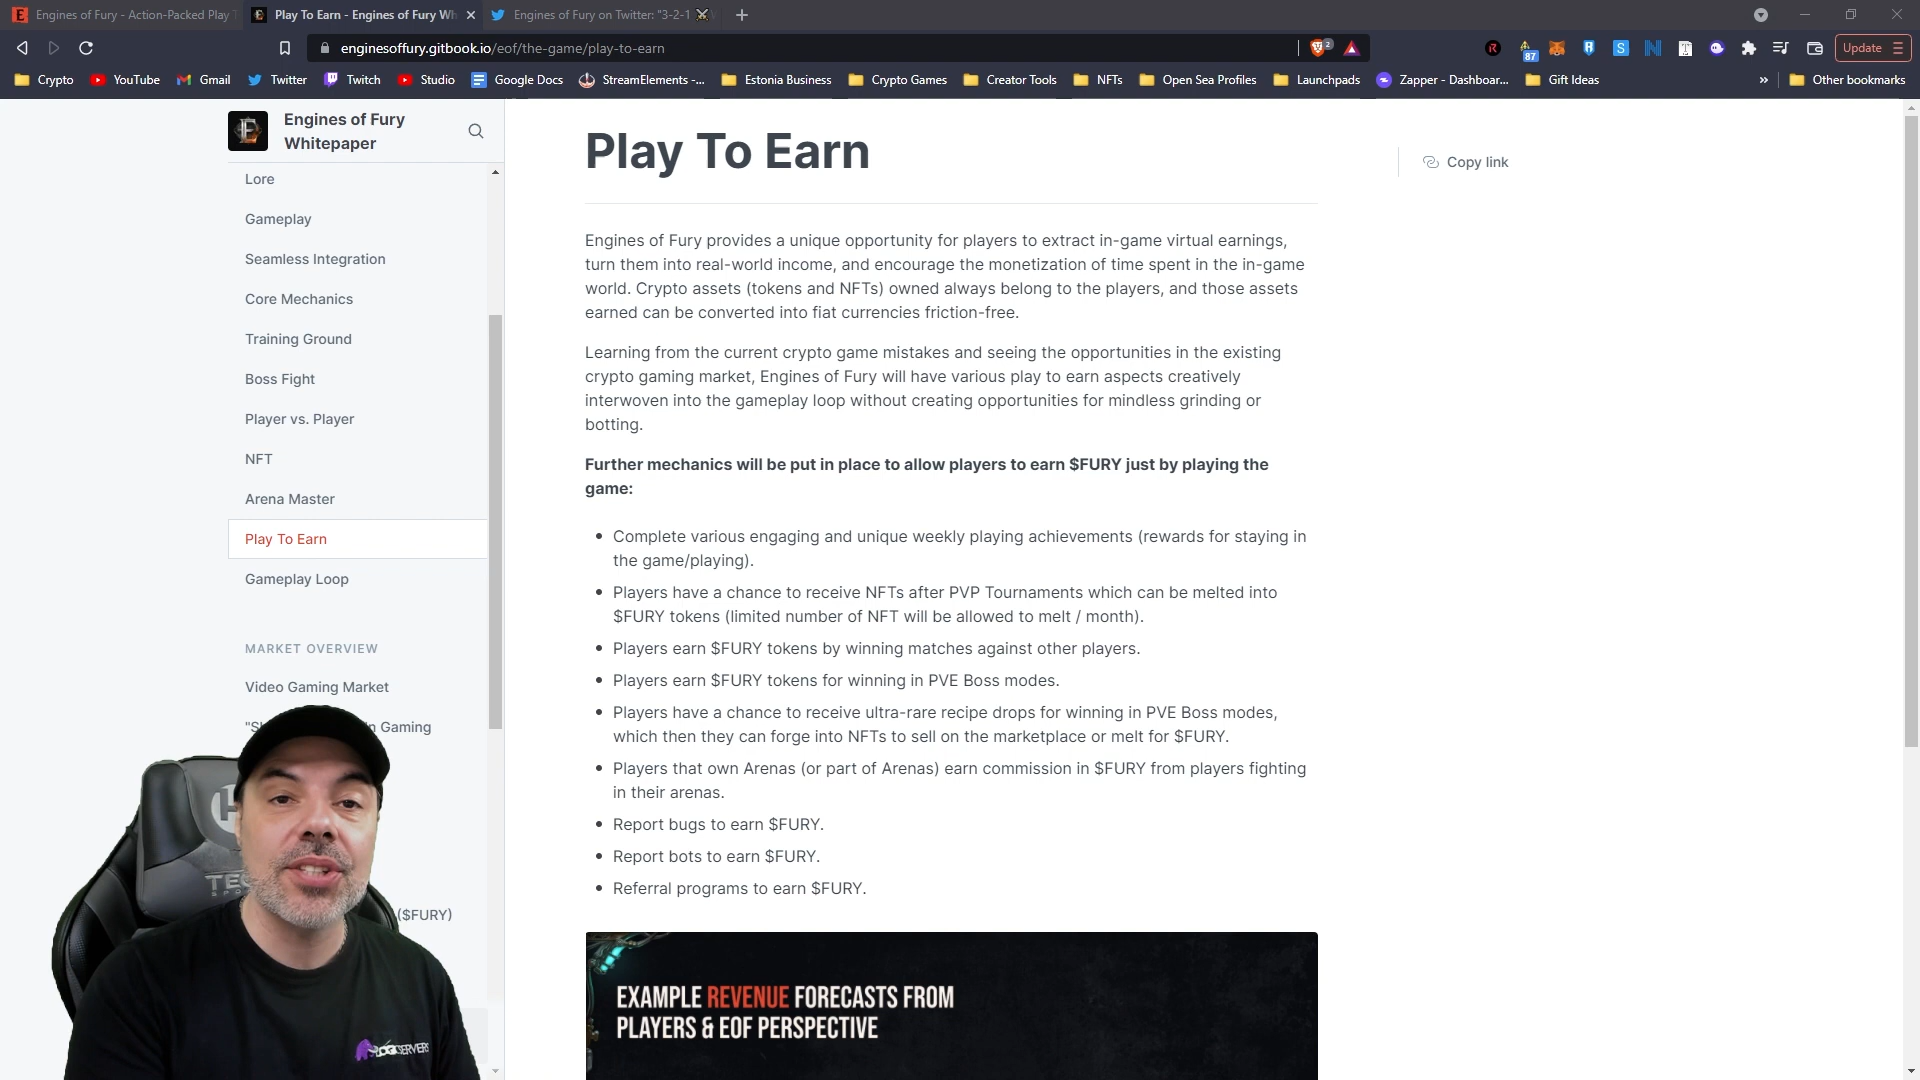 Engines of Fury - Action-Packed Play T
Play To Earn - Engines of Fury Wh
Engines of Fury on Twitter: "3-2-1
enginesoffury.gitbook.io/eof/the-game/play-to-earn
2
87
Update
Crypto
YouTube
Gmail
Twitter
Twitch
Studio
Google Docs
StreamElements -...
Estonia Business
Crypto Games
Creator Tools
NFTs
Open Sea Profiles
Launchpads
Zapper - Dashboar...
Gift Ideas
»
Other bookmarks
Engines of Fury
Whitepaper
Lore
Gameplay
Seamless Integration
Core Mechanics
Training Ground
Boss Fight
Player vs. Player
NFT
Arena Master
Play To Earn
Gameplay Loop
MARKET OVERVIEW
Video Gaming Market
n Gaming
($FURY)
Play To Earn
Copy link
Engines of Fury provides a unique opportunity for players to extract in-game virtual earnings,
turn them into real-world income, and encourage the monetization of time spent in the in-game
world. Crypto assets (tokens and NFTs) owned always belong to the players, and those assets
earned can be converted into fiat currencies friction-free.
Learning from the current crypto game mistakes and seeing the opportunities in the existing
crypto gaming market, Engines of Fury will have various play to earn aspects creatively
interwoven into the gameplay loop without creating opportunities for mindless grinding or
botting.
Further mechanics will be put in place to allow players to earn $FURY just by playing the
game:
• Complete various engaging and unique weekly playing achievements (rewards for staying in
the game/playing).
• Players have a chance to receive NFTs after PVP Tournaments which can be melted into
$FURY tokens (limited number of NFT will be allowed to melt / month).
• Players earn $FURY tokens by winning matches against other players.
• Players earn $FURY tokens for winning in PVE Boss modes.
• Players have a chance to receive ultra-rare recipe drops for winning in PVE Boss modes,
which then they can forge into NFTs to sell on the marketplace or melt for $FURY.
• Players that own Arenas (or part of Arenas) earn commission in $FURY from players fighting
in their arenas.
• Report bugs to earn $FURY.
• Report bots to earn $FURY.
• Referral programs to earn $FURY.
EXAMPLE REVENUE FORECASTS FROM
PLAYERS & EOF PERSPECTIVE